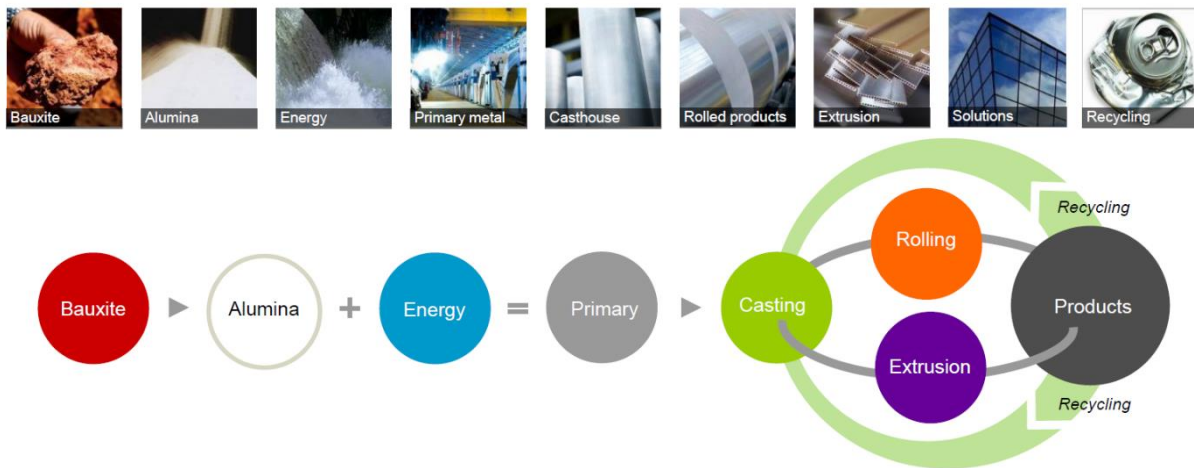 Bauxite
Alumina
Energy
Primary metal
Casthouse
Rolled products
Extrusion
Solutions
Recycling
Recycling
Rolling
Bauxite
Alumina
+
Energy
=
Primary
Casting
Products
Extrusion
Recycling